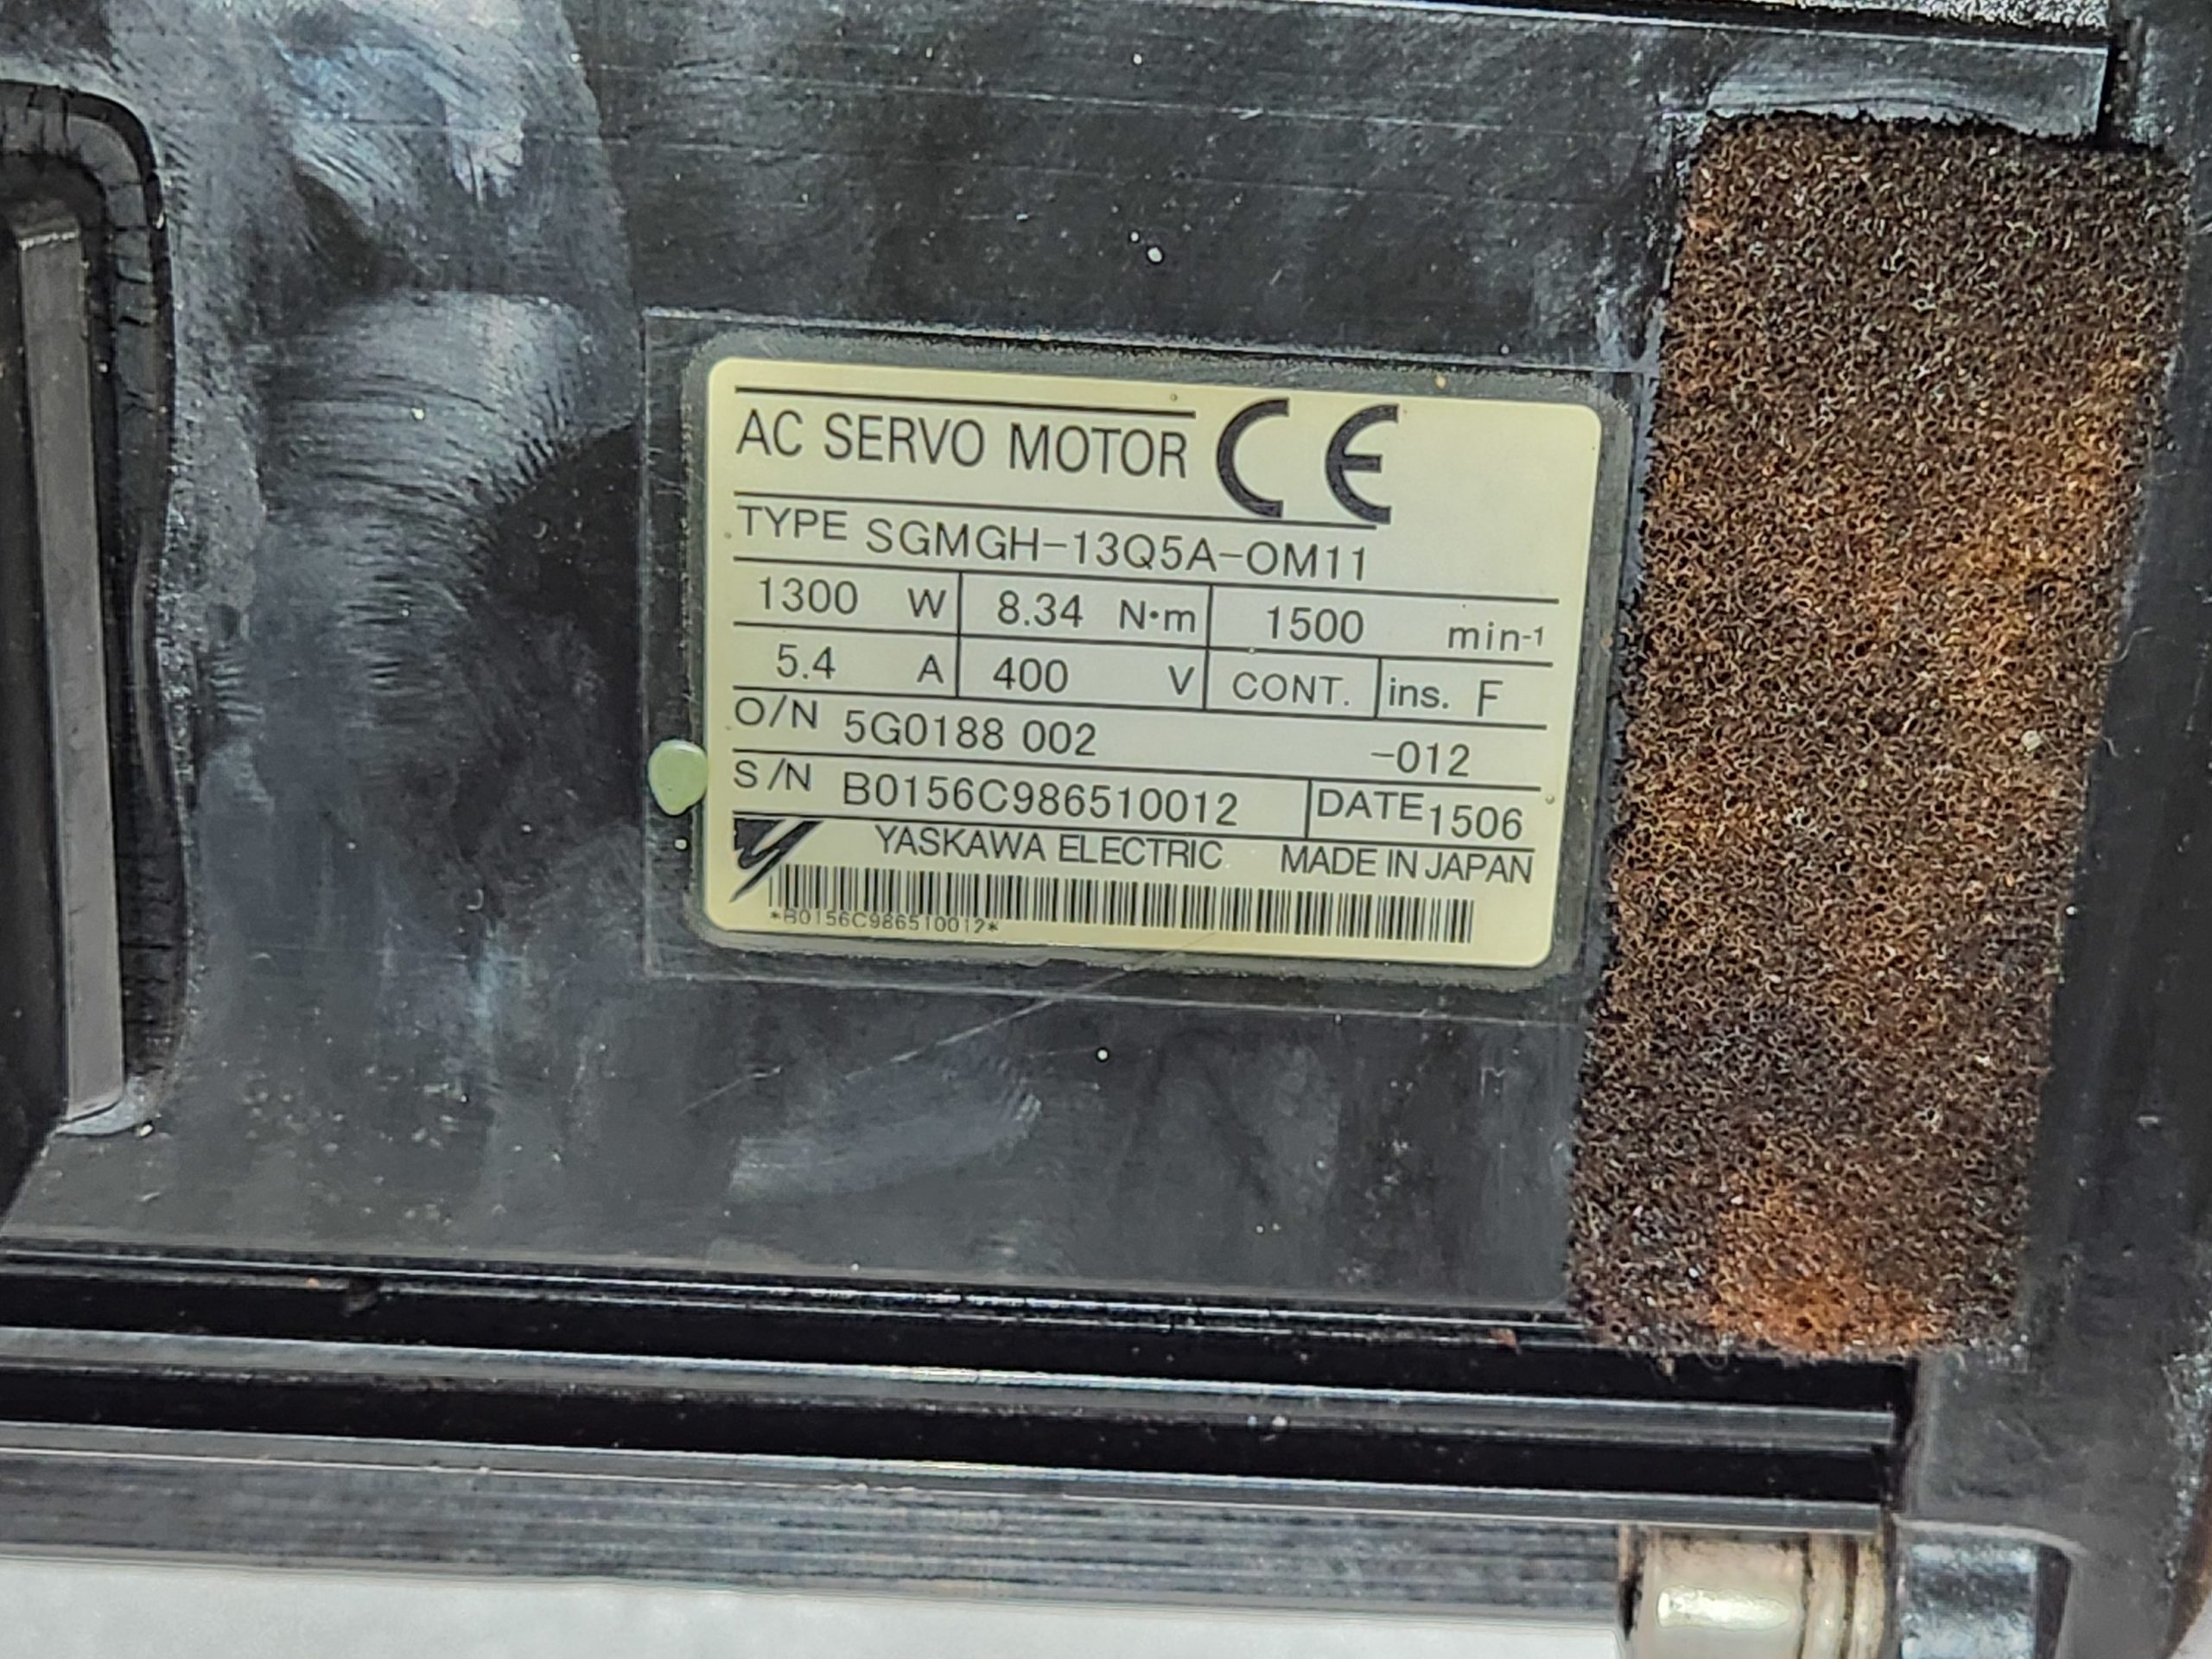 AC SERVO MOTOR CE
TYPE SGMGH-13Q5A-OM11
1300 W 8.34 N·m 1500 min-1
5.4 A 400 V CONT. ins. F
O/N 5G0188 002 -012
S/N B0156C986510012 DATE 1506
YASKAWA ELECTRIC MADE IN JAPAN
*B0156C986510012*